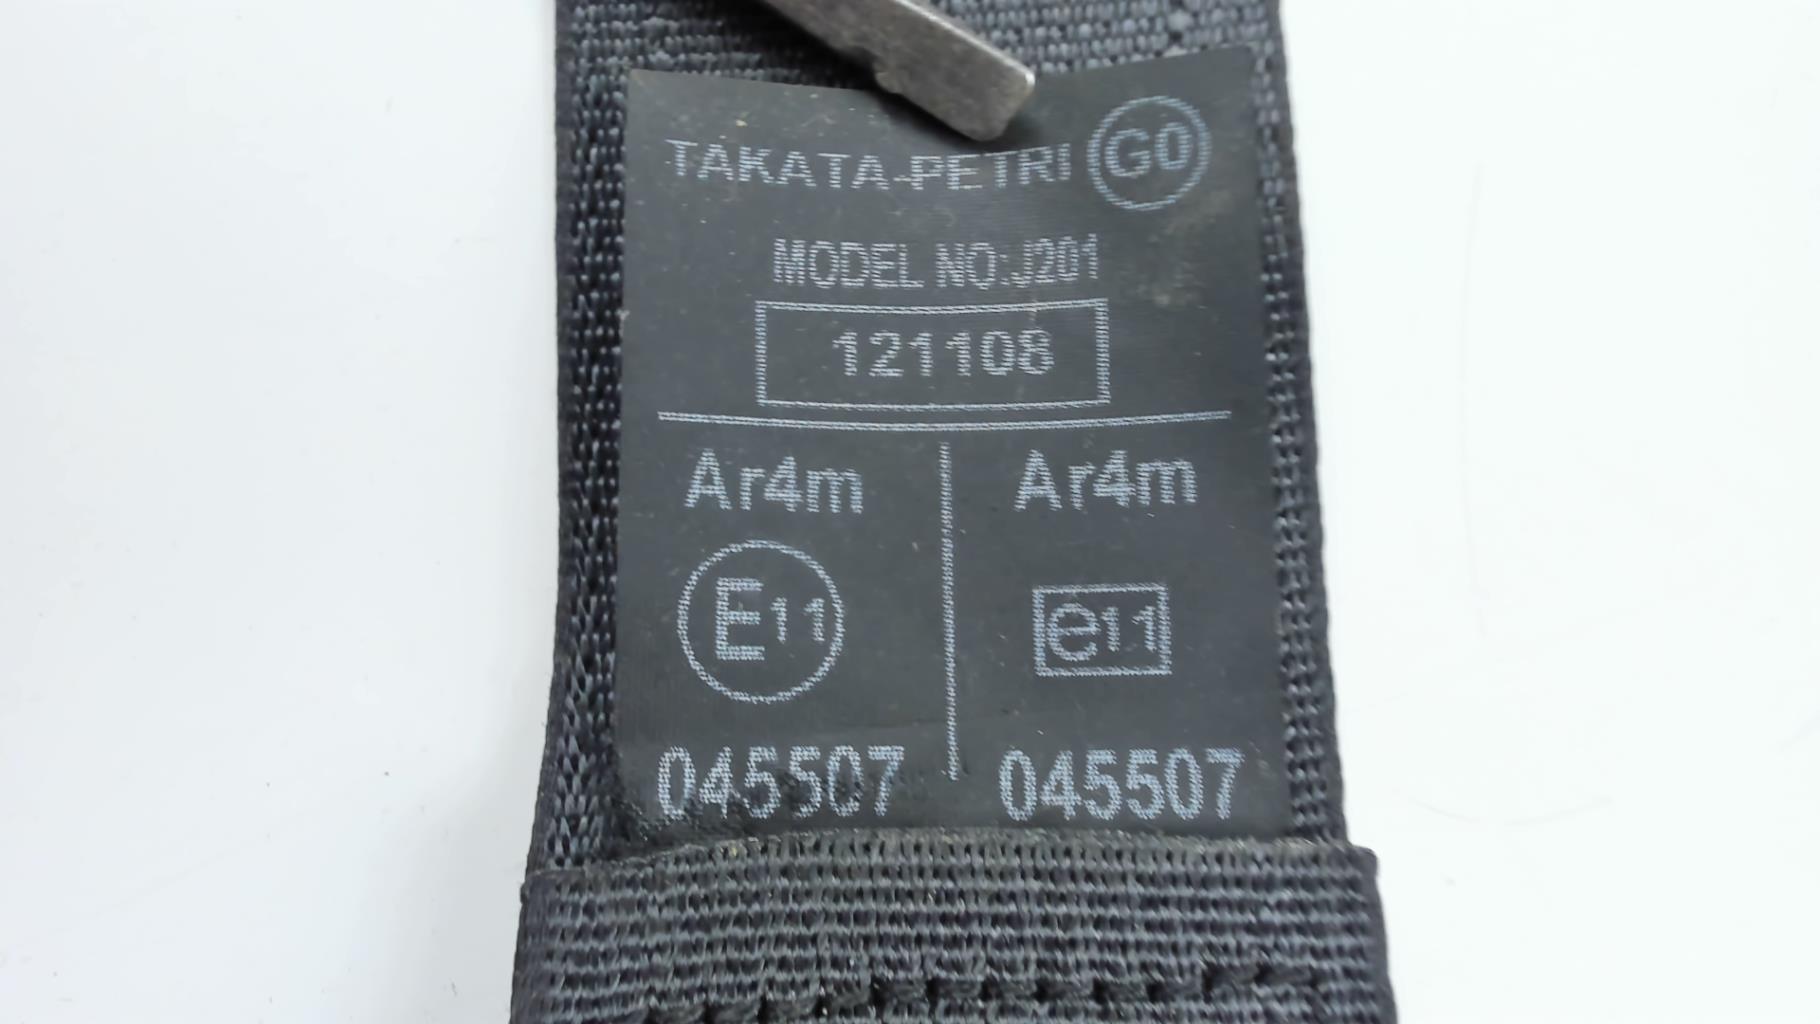 TAKATA-PETRI G0
MODEL NO:J201
121108
Ar4m Ar4m
E11 e11
045507 045507